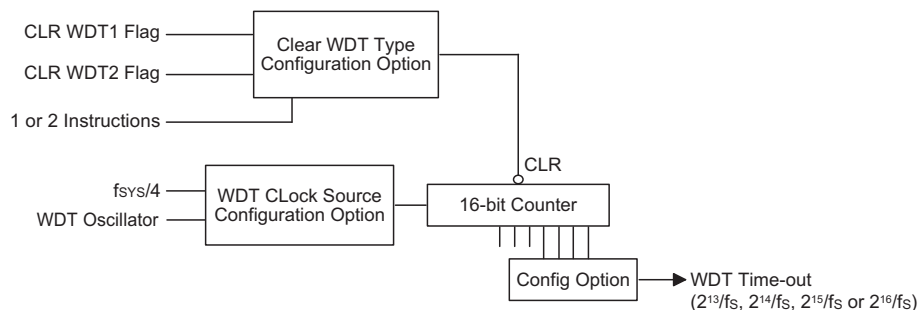 CLR WDT1 Flag
CLR WDT2 Flag
1 or 2 Instructions
Clear WDT Type
Configuration Option
CLR
fSYS/4
WDT Oscillator
WDT CLock Source
Configuration Option
16-bit Counter
Config Option
WDT Time-out
(2¹³/fS, 2¹⁴/fS, 2¹⁵/fS or 2¹⁶/fS)